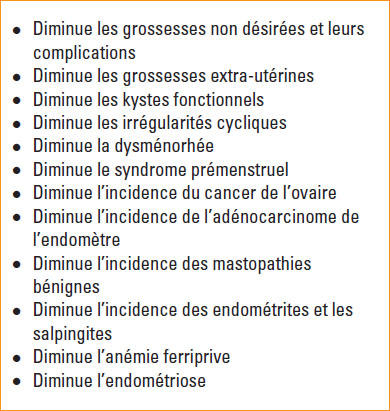 • Diminue les grossesses non désirées et leurs
complications
• Diminue les grossesses extra-utérines
• Diminue les kystes fonctionnels
• Diminue les irrégularités cycliques
• Diminue la dysménorhée
• Diminue le syndrome prémenstruel
• Diminue l’incidence du cancer de l’ovaire
• Diminue l’incidence de l’adénocarcinome de
l’endomètre
• Diminue l’incidence des mastopathies
bénignes
• Diminue l’incidence des endométrites et les
salpingites
• Diminue l’anémie ferriprive
• Diminue l’endométriose